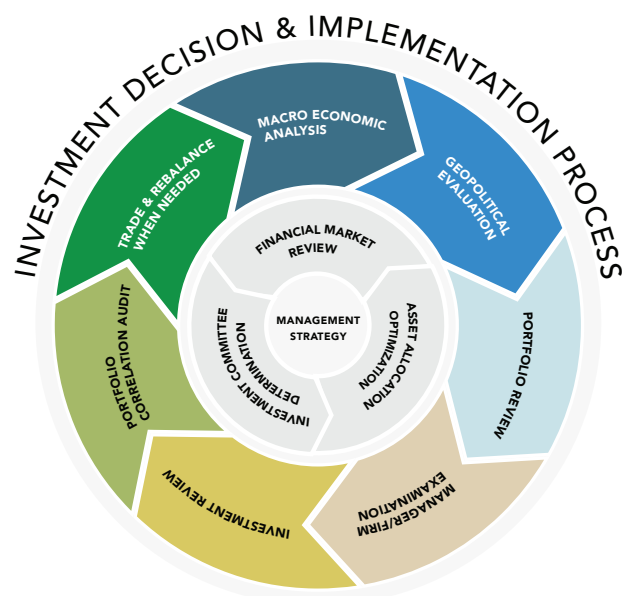 INVESTMENT DECISION & IMPLEMENTATION PROCESS
MACRO ECONOMIC
ANALYSIS
GEOPOLITICAL
EVALUATION
PORTFOLIO REVIEW
MANAGER/FIRM
EXAMINATION
INVESTMENT REVIEW
PORTFOLIO
CORRELATION AUDIT
TRADE & REBALANCE
WHEN NEEDED
FINANCIAL MARKET
REVIEW
ASSET ALLOCATION
OPTIMIZATION
INVESTMENT COMMITTEE
DETERMINATION
MANAGEMENT
STRATEGY